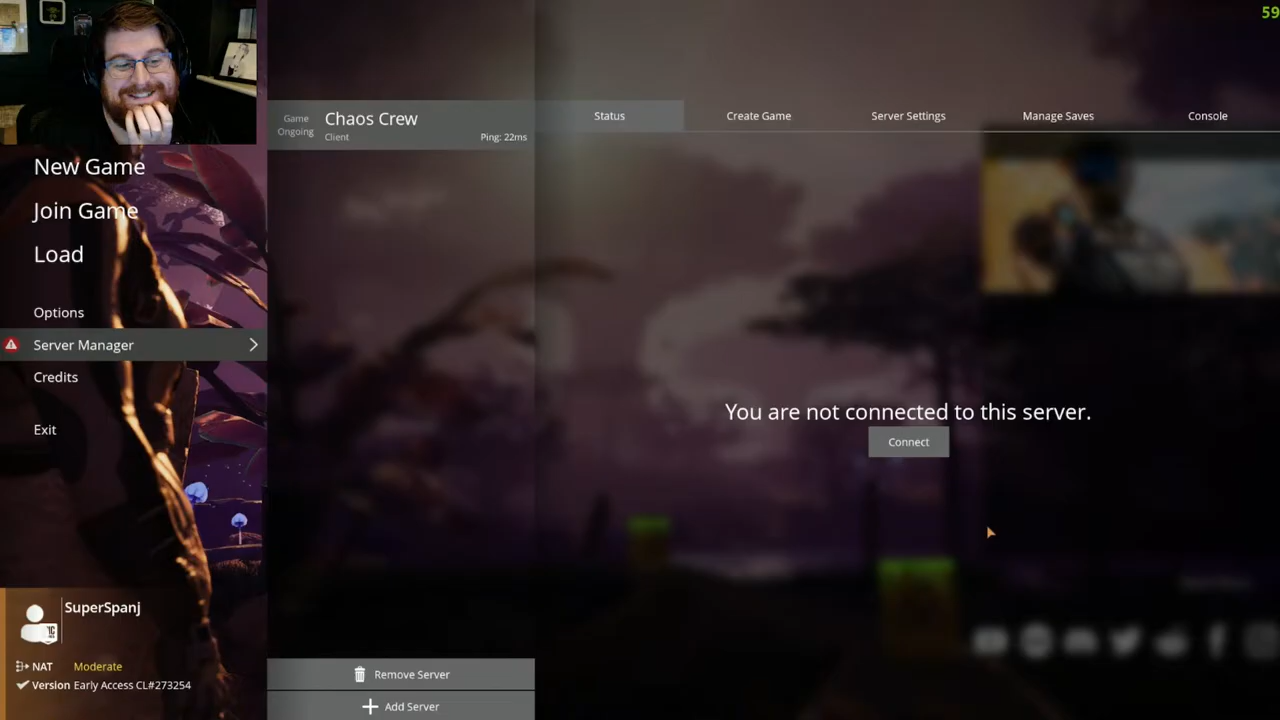 59
Game
Ongoing
Chaos Crew
Client
Ping: 22ms
Status
Create Game
Server Settings
Manage Saves
Console
New Game
Join Game
Load
Options
Server Manager
Credits
Exit
You are not connected to this server.
Connect
SuperSpanj
NAT Moderate
Version Early Access CL#273254
Remove Server
Add Server